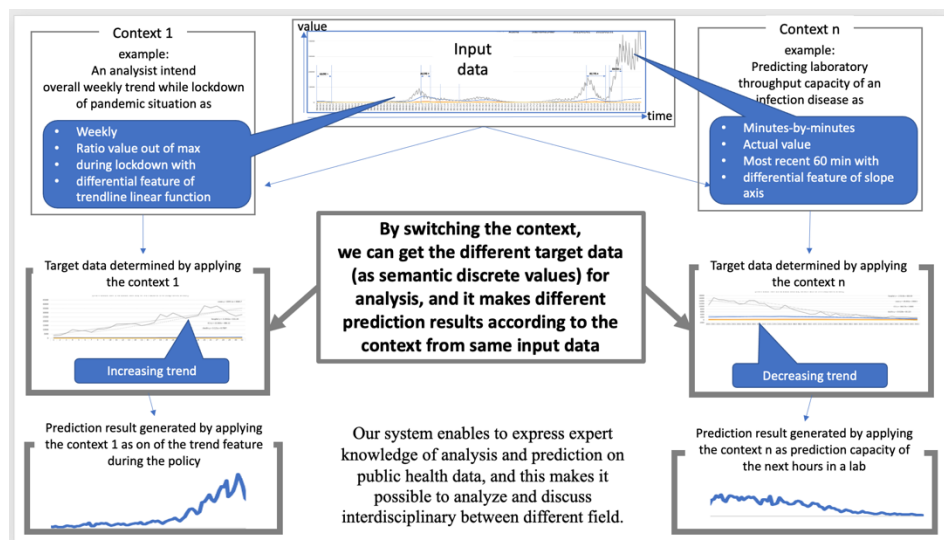 Context 1
example:
An analysist intend
overall weekly trend while lockdown
of pandemic situation as
• Weekly
• Ratio value out of max
• during lockdown with
• differential feature of
trendline linear function
value
Input
data
time
Context n
example:
Predicting laboratory
throughput capacity of an
infection disease as
• Minutes-by-minutes
• Actual value
• Most recent 60 min with
• differential feature of slope
axis
By switching the context,
we can get the different target data
(as semantic discrete values) for
analysis, and it makes different
prediction results according to the
context from same input data
Target data determined by applying
the context 1
Increasing trend
Target data determined by applying
the context n
Decreasing trend
Prediction result generated by applying
the context 1 as on of the trend feature
during the policy
Our system enables to express expert
knowledge of analysis and prediction on
public health data, and this makes it
possible to analyze and discuss
interdisciplinary between different field.
Prediction result generated by applying
the context n as prediction capacity of
the next hours in a lab